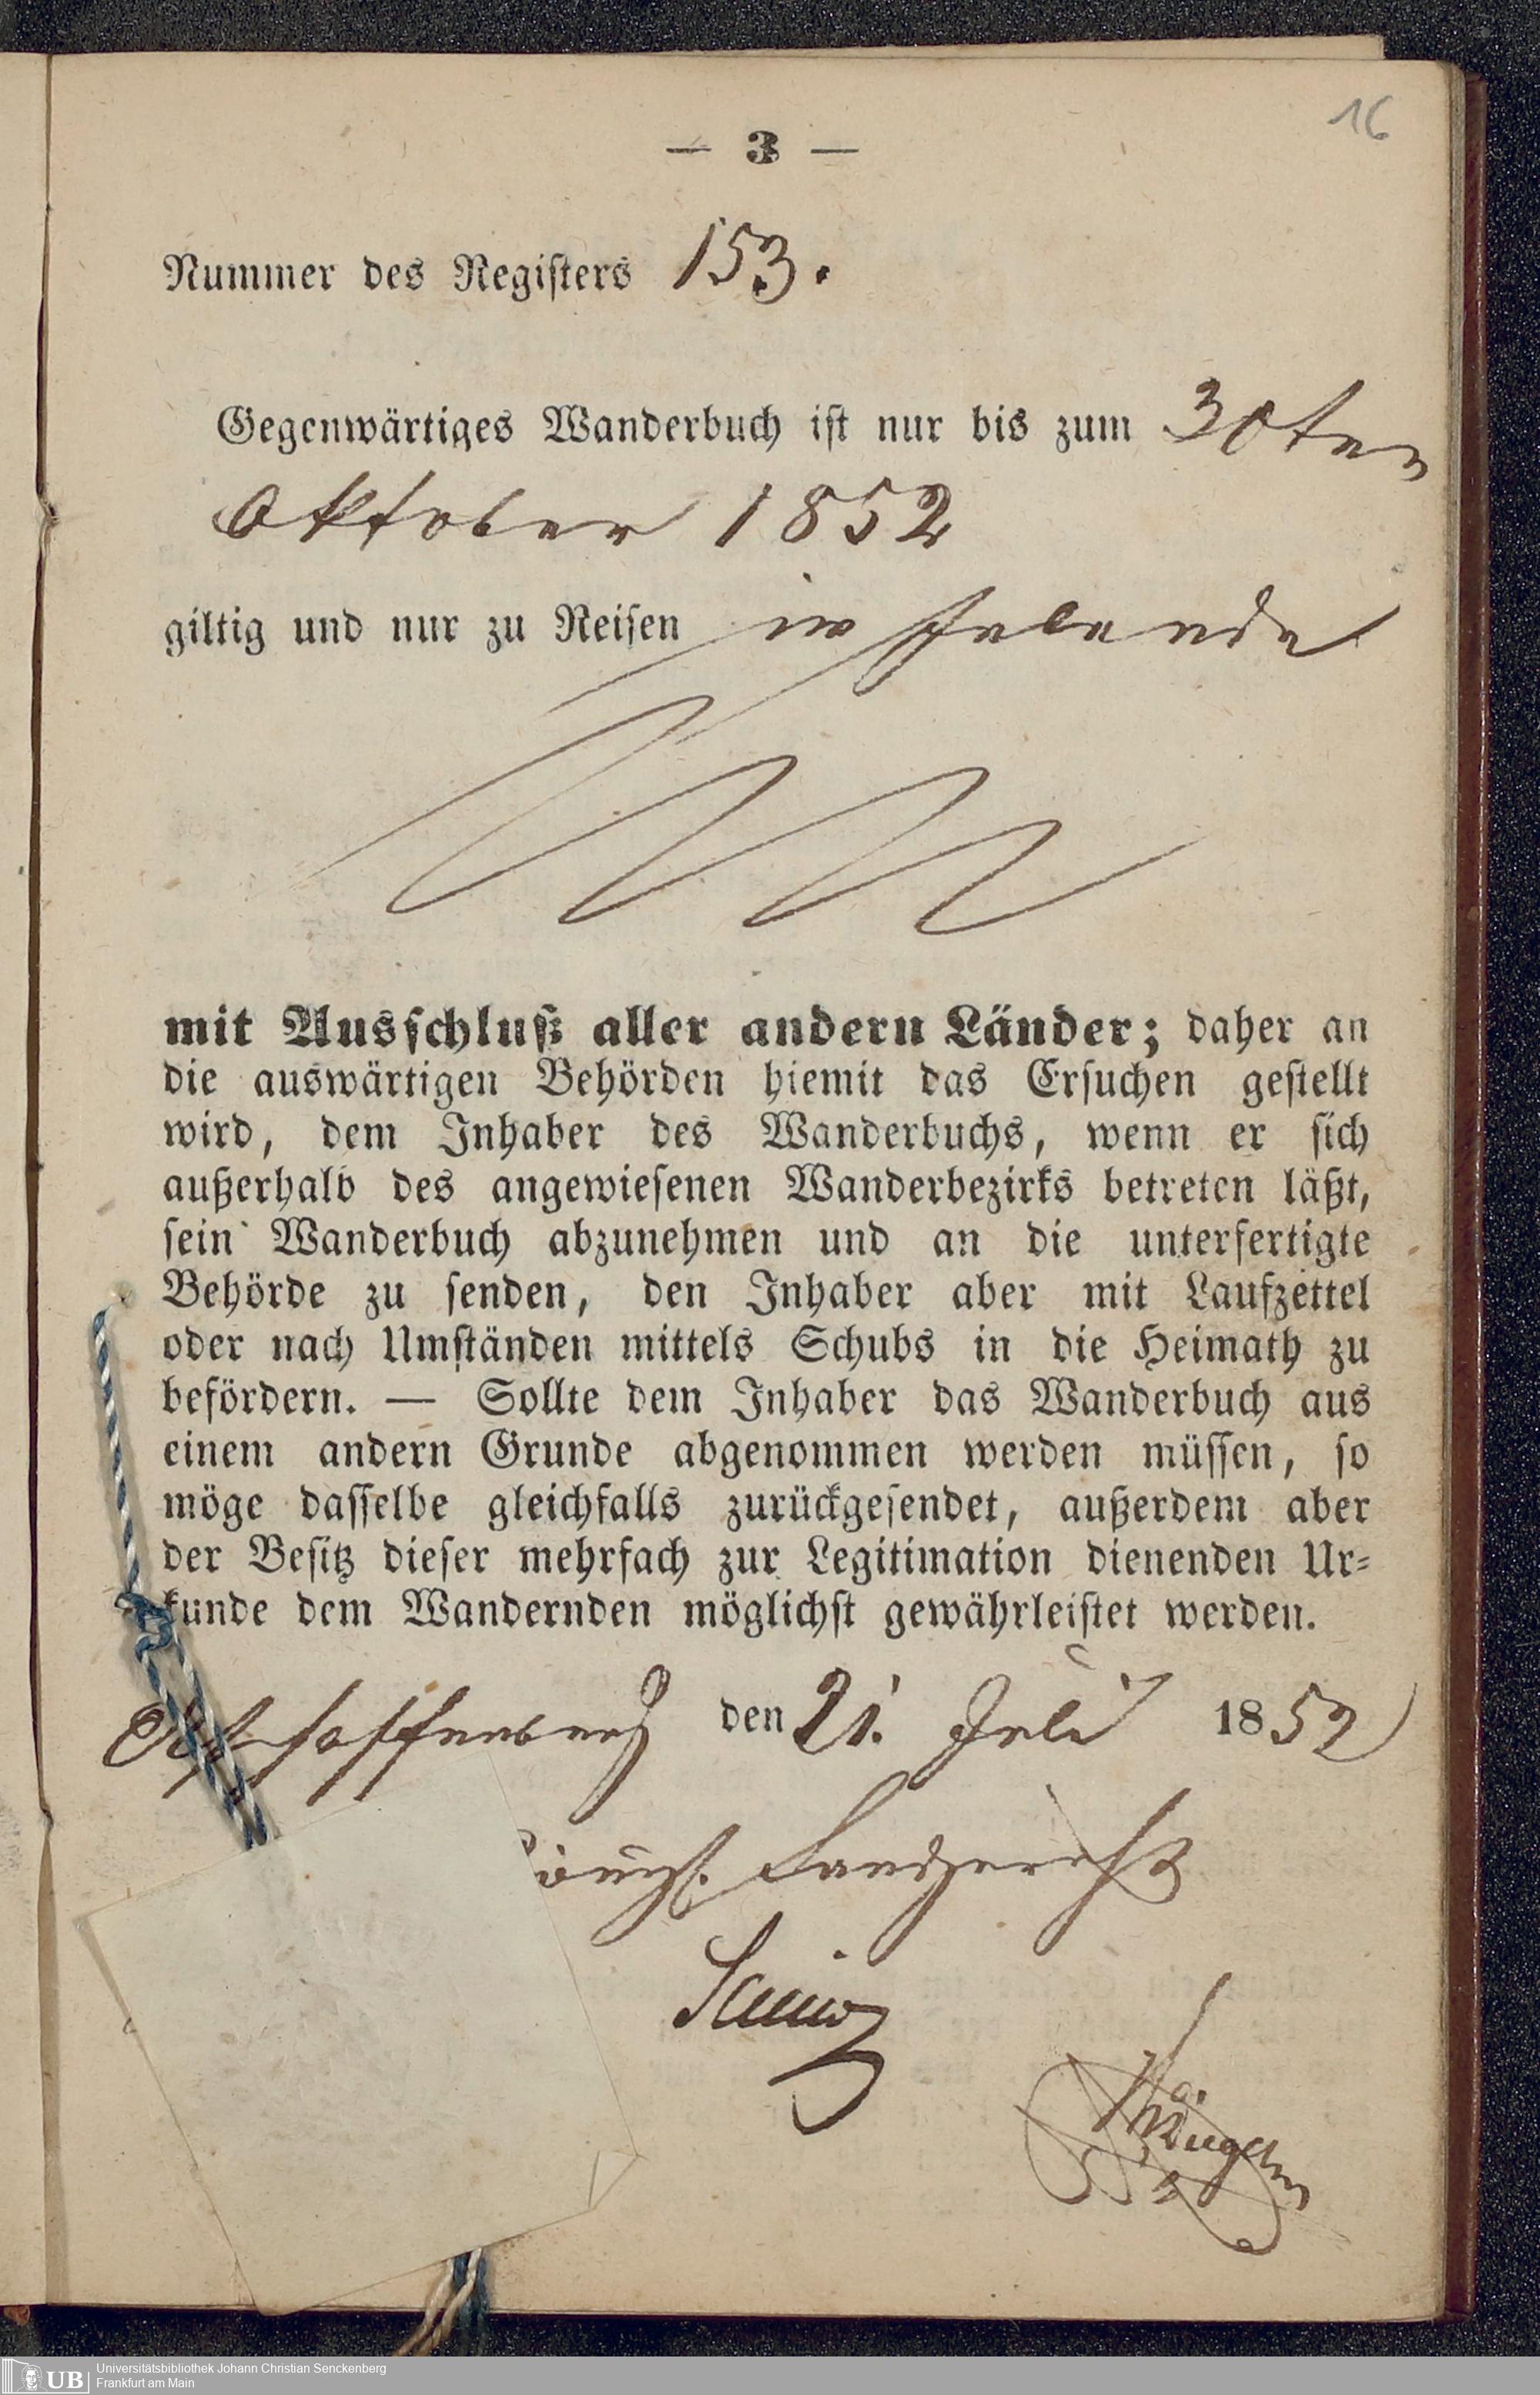 16
— 3 —
Nummer des Registers 153.
Gegenwärtiges Wanderbuch ist nur bis zum 30ten
Oktober 1852
giltig und nur zu Reisen im Inlande
mit Ausschluß aller andern Länder; daher an
die auswärtigen Behörden hiemit das Ersuchen gestellt
wird, dem Inhaber des Wanderbuchs, wenn er sich
außerhalb des angewiesenen Wanderbezirks betreten läßt,
sein Wanderbuch abzunehmen und an die unterfertigte
Behörde zu senden, den Inhaber aber mit Laufzettel
oder nach Umständen mittels Schubs in die Heimath zu
befördern. — Sollte dem Inhaber das Wanderbuch aus
einem andern Grunde abgenommen werden müssen, so
möge dasselbe gleichfalls zurückgesendet, außerdem aber
der Besitz dieser mehrfach zur Legitimation dienenden Ur-
kunde dem Wandernden möglichst gewährleistet werden.
Aschaffenburg den 21. Juli 1852
Königl. Landgericht
UB Universitätsbibliothek Johann Christian Senckenberg
Frankfurt am Main